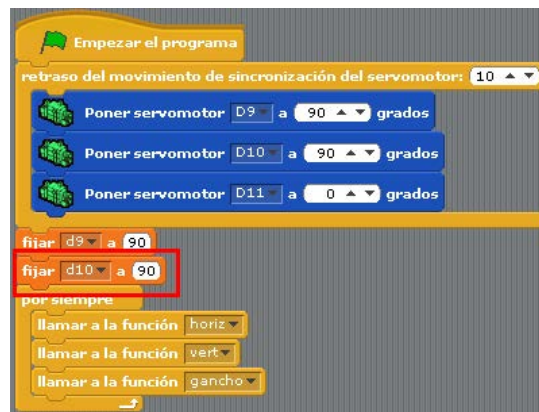 Empezar el programa
retraso del movimiento de sincronización del servomotor: 10
Poner servomotor D9 a 90 grados
Poner servomotor D10 a 90 grados
Poner servomotor D11 a 0 grados
fijar d9 a 90
fijar d10 a 90
por siempre
llamar a la función horiz
llamar a la función vert
llamar a la función gancho